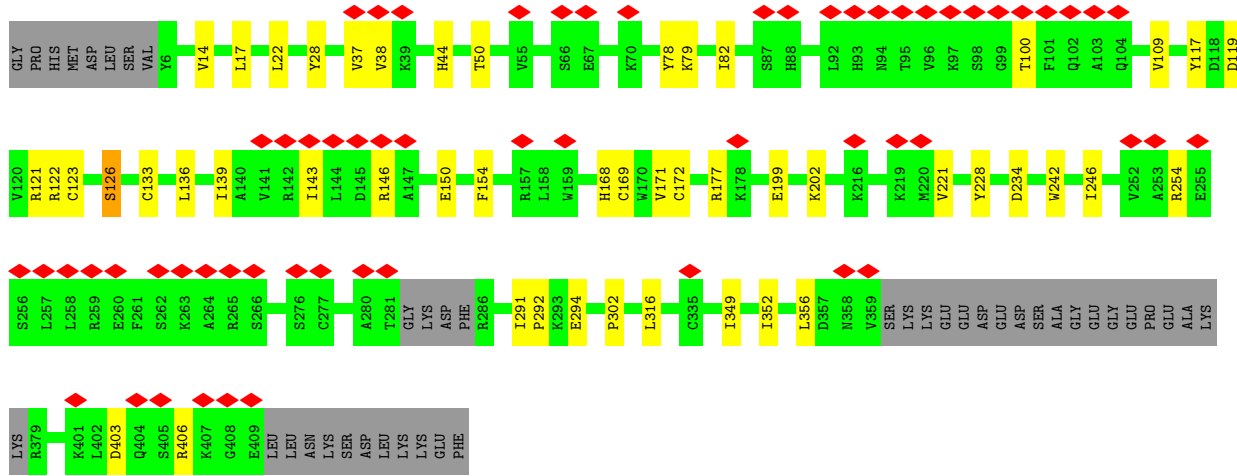 GLY PRO HIS MET ASP LEU SER VAL Y6 V14 L17 L22 Y28 V37 V38 K39 H44 T50 V55 S66 E67 K70 Y78 K79 I82 S87 H88 L92 H93 N94 T95 V96 K97 S98 G99 T100 F101 Q102 A103 Q104 V109 Y117 D118 D119
V120 R121 R122 C123 S126 C133 L136 I139 A140 V141 R142 I143 L144 D145 R146 A147 E150 F154 R157 L158 W159 H168 C169 W170 V171 C172 R177 K178 E199 K202 K216 K219 M220 V221 Y228 D234 W242 I246 V252 A253 R254 E255
S256 L257 L258 R259 E260 F261 S262 K263 A264 R265 S266 S276 C277 A280 T281 GLY LYS ASP PHE R286 I291 P292 K293 E294 P302 L316 C335 I349 I352 L356 D357 N358 V359 SER LYS LYS GLU GLU ASP GLU ASP SER ALA GLY GLU GLY GLU PRO GLU ALA LYS
LYS R379 K401 L402 D403 Q404 S405 R406 K407 G408 E409 LEU LEU ASN LYS SER ASP LEU LYS LYS GLU PHE